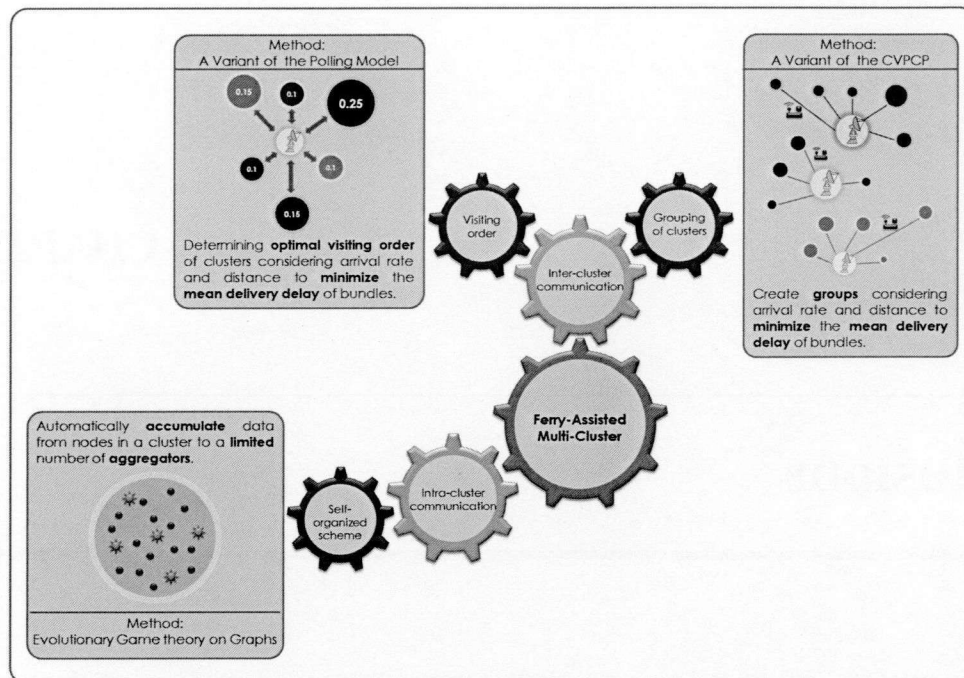 Method:
A Variant of the Polling Model
0.15
0.1
0.25
0.1
0.1
0.15
Determining optimal visiting order
of clusters considering arrival rate
and distance to minimize the
mean delivery delay of bundles.
Method:
A Variant of the CVPCP
Create groups considering
arrival rate and distance to
minimize the mean delivery
delay of bundles.
Visiting
order
Grouping
of clusters
Inter-cluster
communication
Ferry-Assisted
Multi-Cluster
Intra-cluster
communication
Self-
organized
scheme
Automatically accumulate data
from nodes in a cluster to a limited
number of aggregators.
Method:
Evolutionary Game theory on Graphs